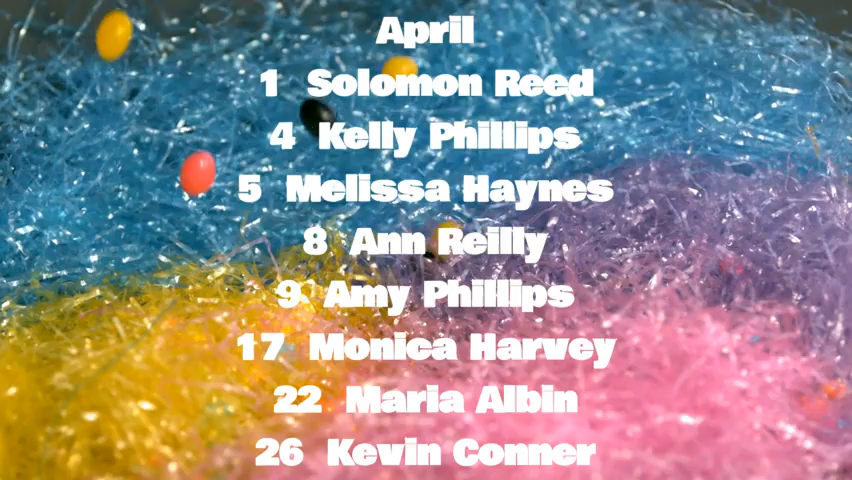 April
1 Solomon Reed
4 Kelly Phillips
5 Melissa Haynes
8 Ann Reilly
9 Amy Phillips
17 Monica Harvey
22 Maria Albin
26 Kevin Conner